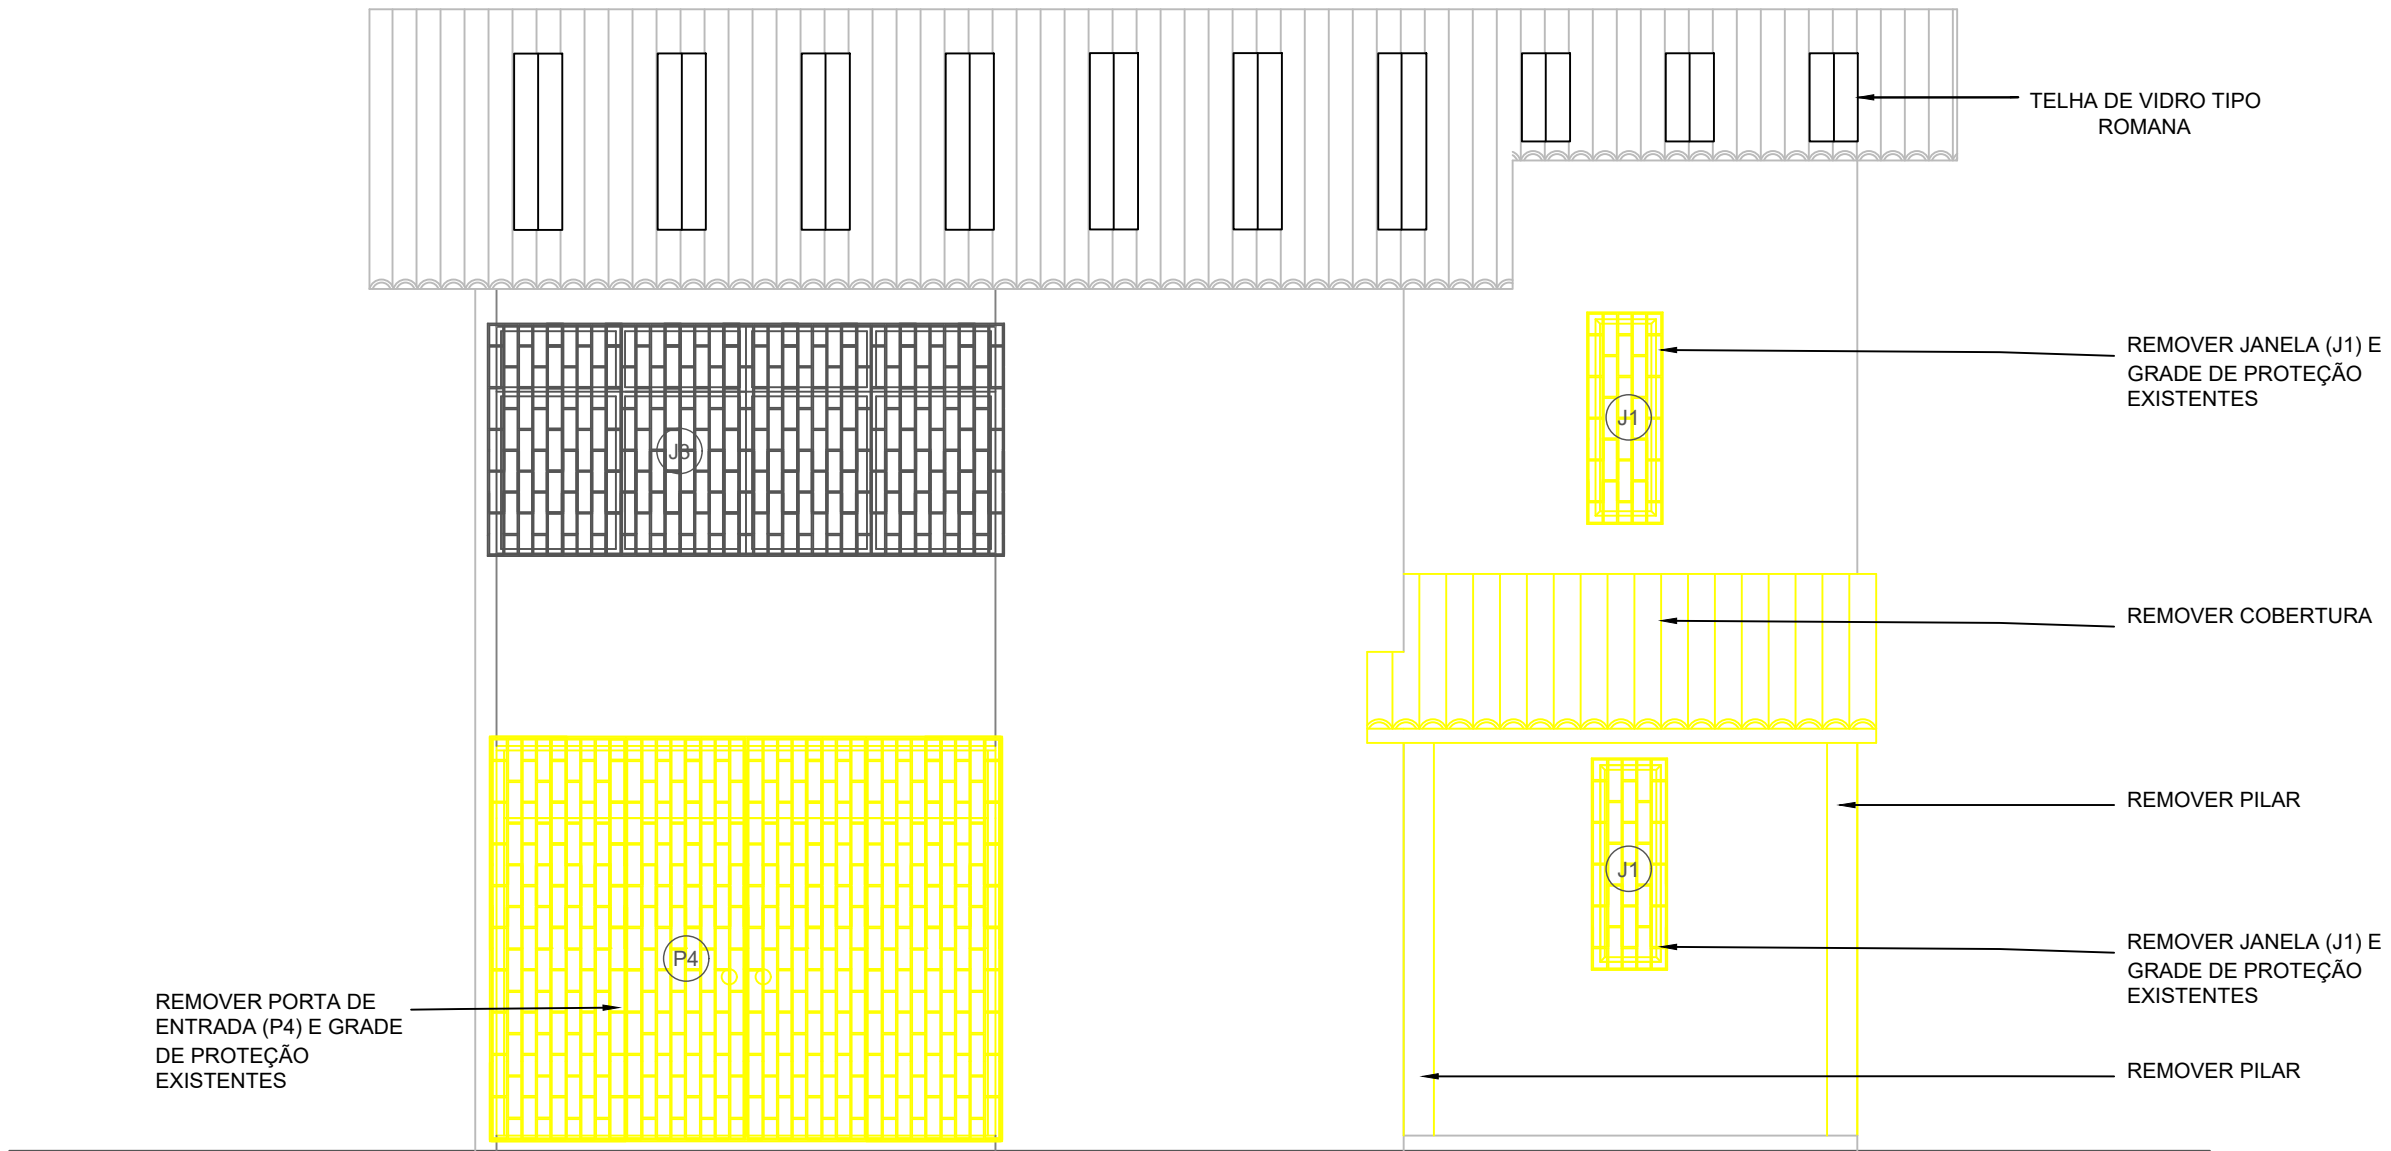 TELHA DE VIDRO TIPO
ROMANA
REMOVER JANELA (J1) E
GRADE DE PROTEÇÃO
EXISTENTES
J1
J3
REMOVER COBERTURA
REMOVER PILAR
J1
REMOVER JANELA (J1) E
GRADE DE PROTEÇÃO
EXISTENTES
P4
REMOVER PORTA DE
ENTRADA (P4) E GRADE
DE PROTEÇÃO
EXISTENTES
REMOVER PILAR